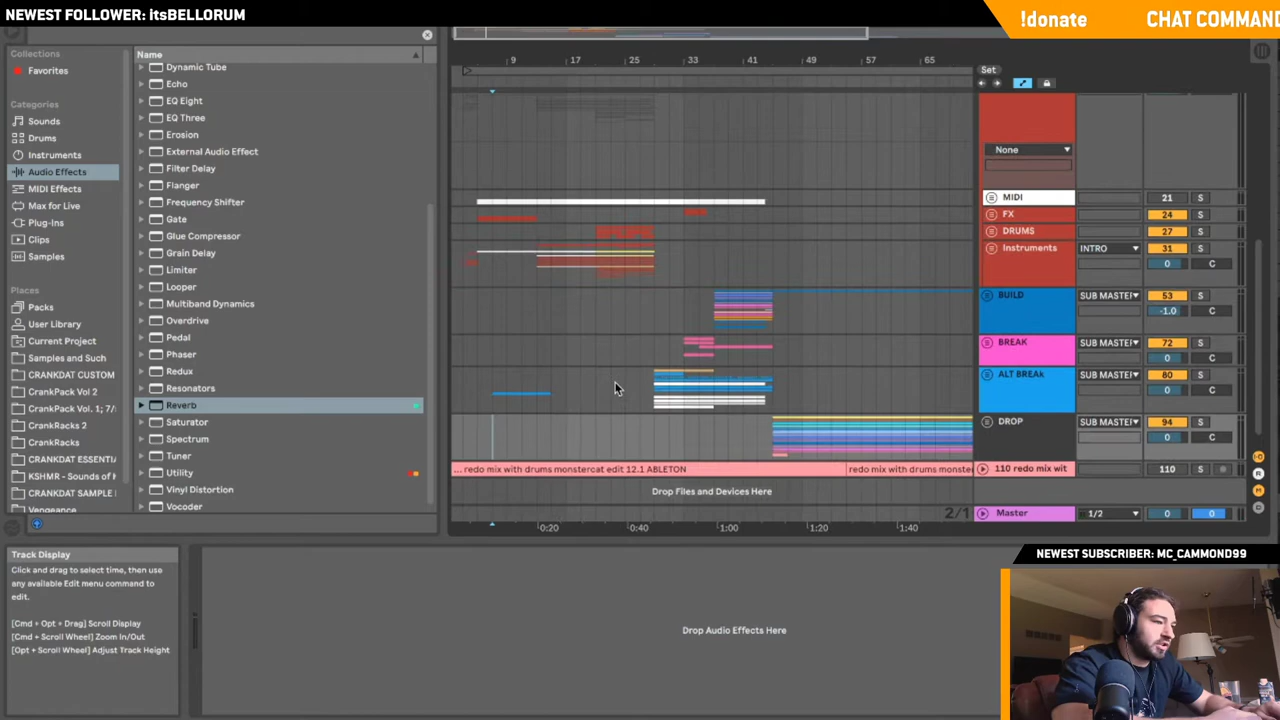 NEWEST FOLLOWER: itsBELLORUM
!donate
CHAT COMMAND
Collections
Favorites
Categories
Sounds
Drums
Instruments
Audio Effects
MIDI Effects
Max for Live
Plug-Ins
Clips
Samples
Places
Packs
User Library
Current Project
Samples and Such
CRANKDAT CUSTOM
CrankPack Vol 2
CrankPack Vol. 1; 7/
CrankRacks 2
CrankRacks
CRANKDAT ESSENTIA
KSHMR - Sounds of K
CRANKDAT SAMPLE
Vengeance
Name
Dynamic Tube
Echo
EQ Eight
EQ Three
Erosion
External Audio Effect
Filter Delay
Flanger
Frequency Shifter
Gate
Glue Compressor
Grain Delay
Limiter
Looper
Multiband Dynamics
Overdrive
Pedal
Phaser
Redux
Resonators
Reverb
Saturator
Spectrum
Tuner
Utility
Vinyl Distortion
Vocoder
9 17 25 33 41 49 57 65
Set
None
MIDI 21 S
FX 24 S
DRUMS 27 S
Instruments INTRO 31 S
0 C
BUILD SUB MASTER 53 S
-1.0 C
BREAK SUB MASTER 72 S
0 C
ALT BREAK SUB MASTER 80 S
0 C
DROP SUB MASTER 94 S
0 C
... redo mix with drums monstercat edit 12.1 ABLETON
redo mix with drums monste
110 redo mix wit 110 S
Drop Files and Devices Here
2/1
Master 1/2 0 0
0:20 0:40 1:00 1:20 1:40
Track Display
Click and drag to select time, then use
any available Edit menu command to
edit.
[Cmd + Opt + Drag] Scroll Display
[Cmd + Scroll Wheel] Zoom In/Out
[Opt + Scroll Wheel] Adjust Track Height
Drop Audio Effects Here
NEWEST SUBSCRIBER: MC_CAMMOND99